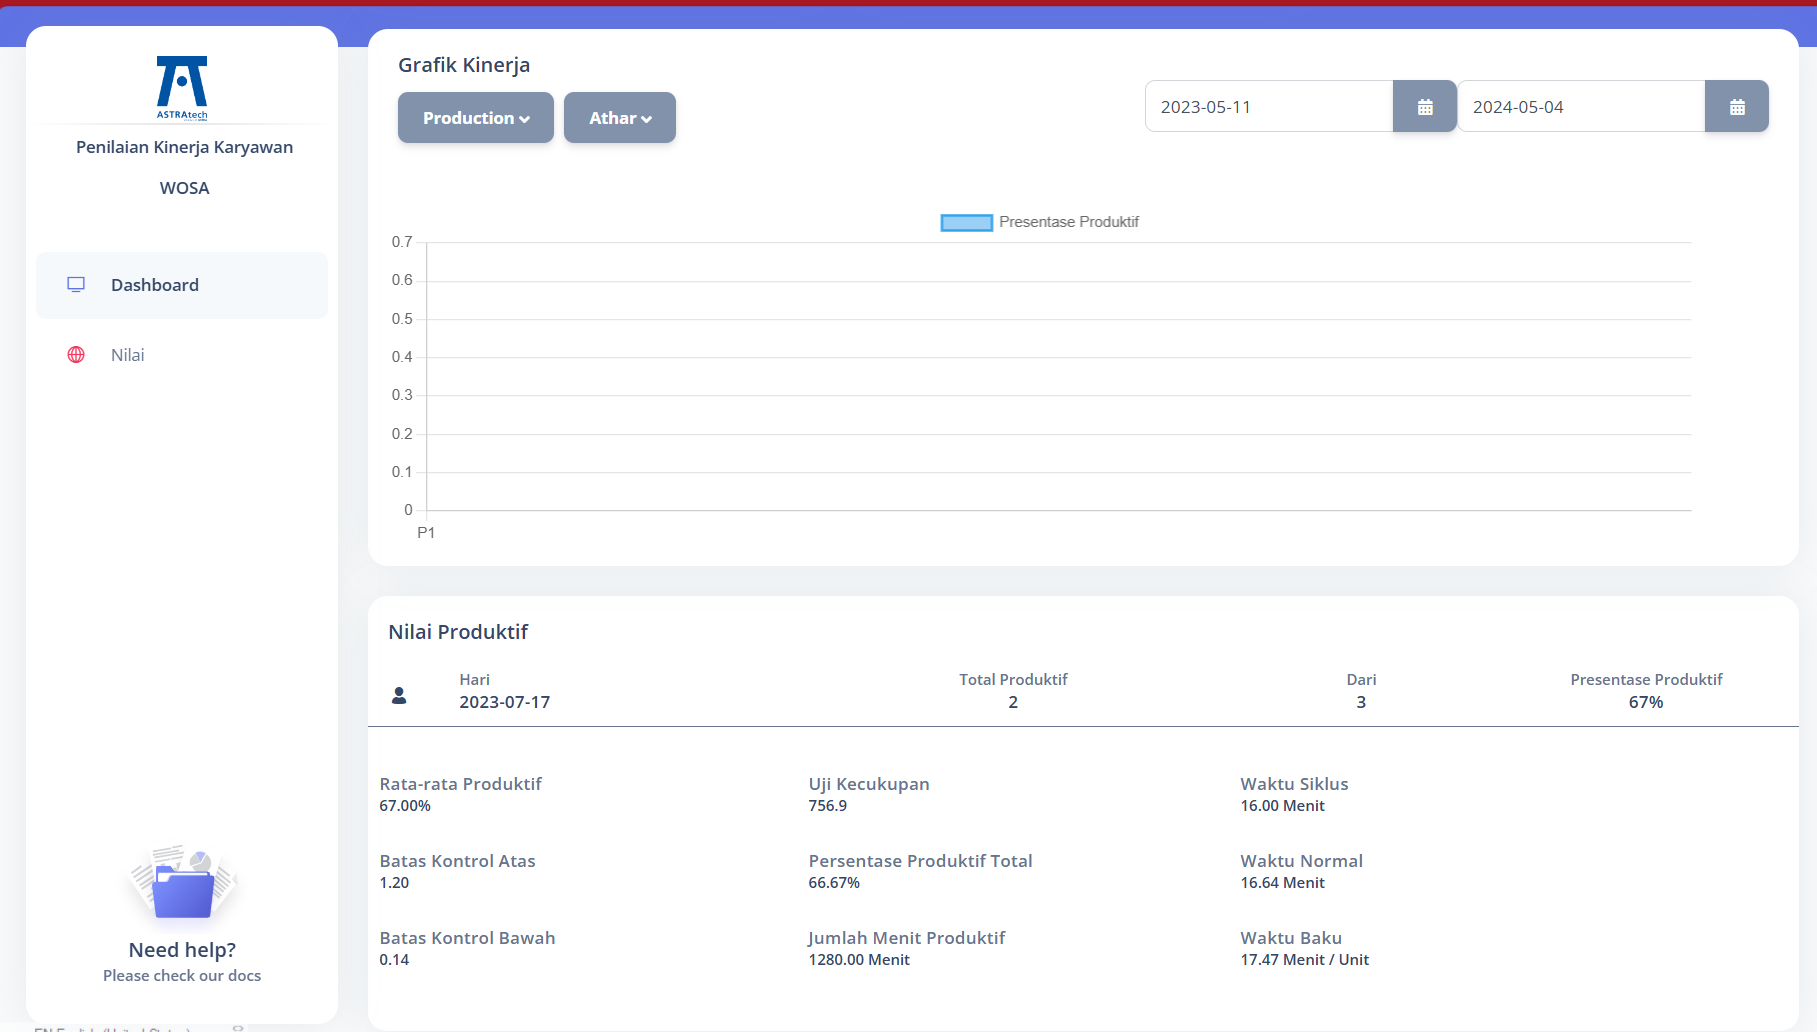 ASTRAtech
Penilaian Kinerja Karyawan
WOSA
Dashboard
Nilai
Need help?
Please check our docs
Grafik Kinerja
Production
Athar
2023-05-11
2024-05-04
Presentase Produktif
0.7
0.6
0.5
0.4
0.3
0.2
0.1
0
P1
Nilai Produktif
Hari
2023-07-17
Total Produktif
2
Dari
3
Presentase Produktif
67%
Rata-rata Produktif
67.00%
Uji Kecukupan
756.9
Waktu Siklus
16.00 Menit
Batas Kontrol Atas
1.20
Persentase Produktif Total
66.67%
Waktu Normal
16.64 Menit
Batas Kontrol Bawah
0.14
Jumlah Menit Produktif
1280.00 Menit
Waktu Baku
17.47 Menit / Unit